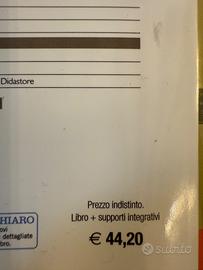 Didastore
Prezzo indistinto.
Libro + supporti integrativi
€ 44,20
HIARO
ovi
dettagliate
bro.
subito